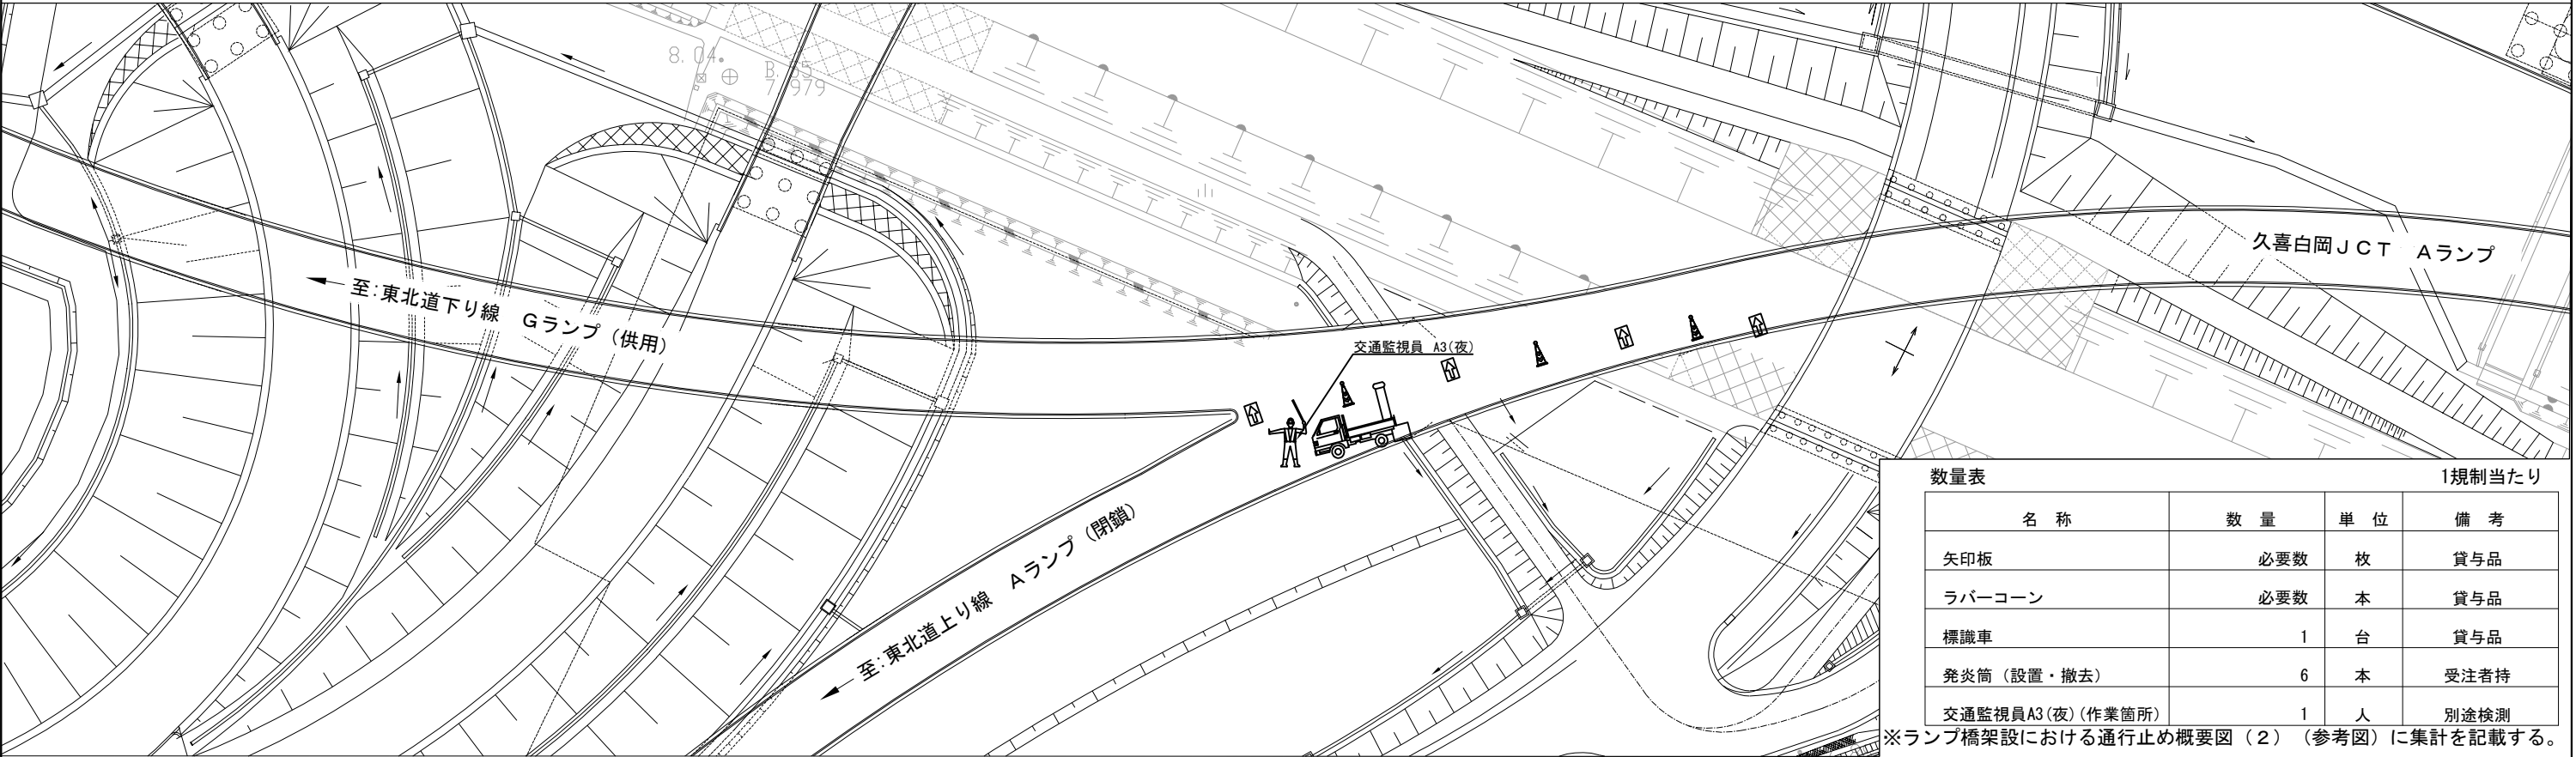 8.04
久喜白岡JCT　Aランプ
至:東北道下り線　Gランプ（供用）
交通監視員 A3(夜)
至:東北道上り線　Aランプ（閉鎖）
数量表 1規制当たり
名　称 数　量 単　位 備　考
矢印板 必要数 枚 貸与品
ラバーコーン 必要数 本 貸与品
標識車 1 台 貸与品
発炎筒（設置・撤去） 6 本 受注者持
交通監視員A3(夜)(作業箇所) 1 人 別途検測
※ランプ橋架設における通行止め概要図（２）（参考図）に集計を記載する。